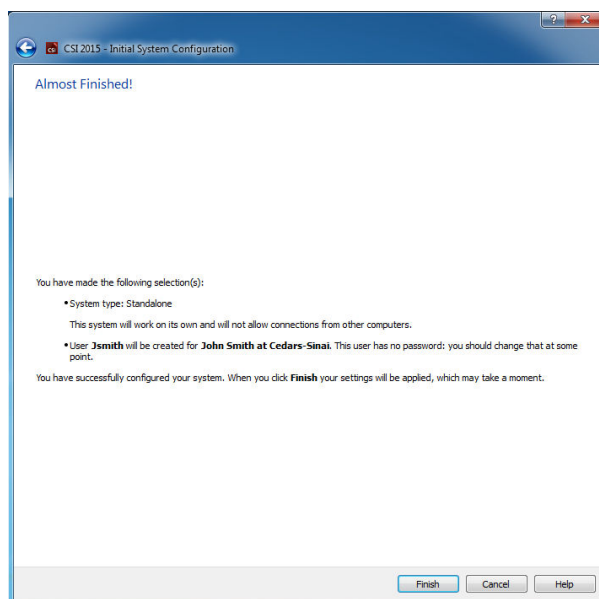 CSI 2015 - Initial System Configuration
Almost Finished!
You have made the following selection(s):
•System type: Standalone
This system will work on its own and will not allow connections from other computers.
•User Jsmith will be created for John Smith at Cedars-Sinai. This user has no password: you should change that at some
point.
You have successfully configured your system. When you click Finish your settings will be applied, which may take a moment.
Finish Cancel Help